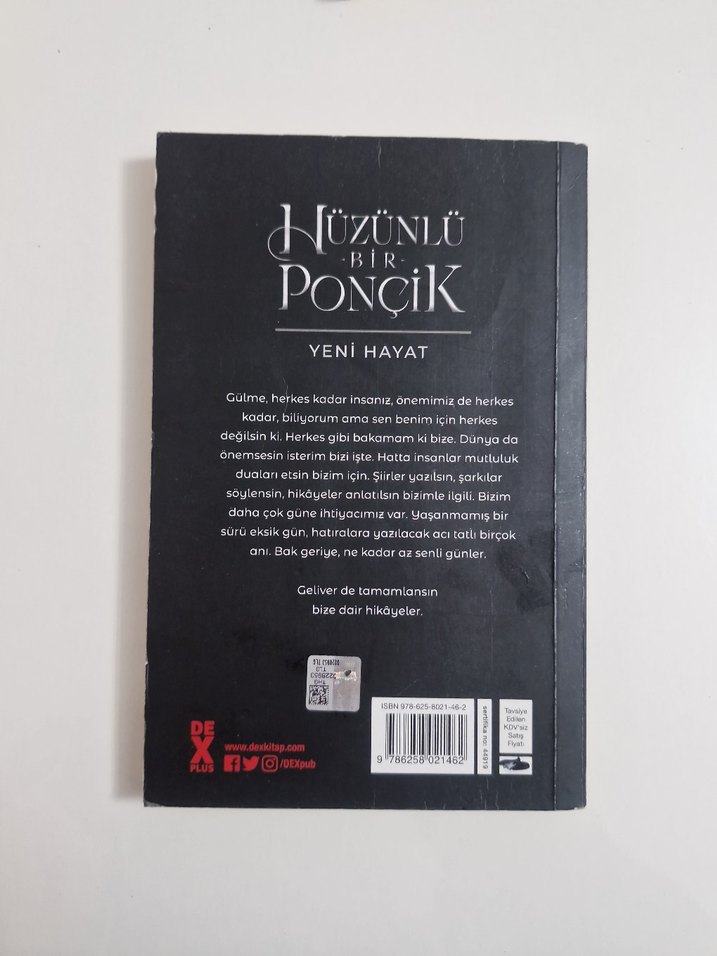 HÜZÜNLÜ
-BİR-
PONÇİK
YENİ HAYAT
Gülme, herkes kadar insanız, önemimiz de herkes
kadar, biliyorum ama sen benim için herkes
değilsin ki. Herkes gibi bakamam ki bize. Dünya da
önemsesin isterim bizi işte. Hatta insanlar mutluluk
duaları etsin bizim için. Şiirler yazılsın, şarkılar
söylensin, hikâyeler anlatılsın bizimle ilgili. Bizim
daha çok güne ihtiyacımız var. Yaşanmamış bir
sürü eksik gün, hatıralara yazılacak acı tatlı birçok
anı. Bak geriye, ne kadar az senli günler.
Geliver de tamamlansın
bize dair hikâyeler.
DE
X
PLUS
www.dexkitap.com
/DEXpub
ISBN 978-625-8021-46-2
9 786258 021462
sertifika no: 44919
Tavsiye
Edilen
KDV'siz
Satış
Fiyatı